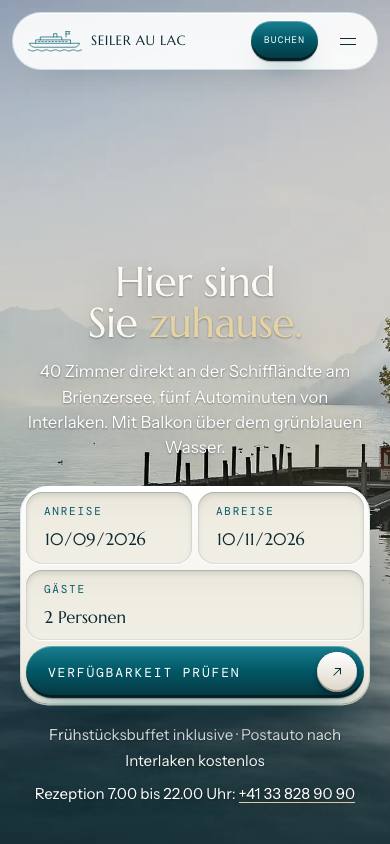 SEILER AU LAC
BUCHEN
Hier sind
Sie zuhause.
40 Zimmer direkt an der Schiffländte am
Brienzersee, fünf Autominuten von
Interlaken. Mit Balkon über dem grünblauen
Wasser.
ANREISE
10/09/2026
ABREISE
10/11/2026
GÄSTE
2 Personen
VERFÜGBARKEIT PRÜFEN
Frühstücksbuffet inklusive · Postauto nach
Interlaken kostenlos
Rezeption 7.00 bis 22.00 Uhr: +41 33 828 90 90